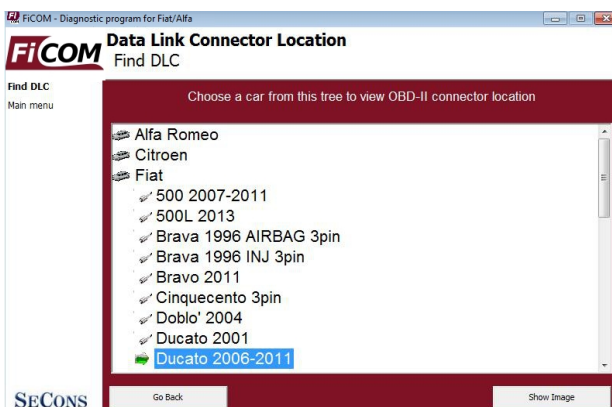 FiCOM - Diagnostic program for Fiat/Alfa
FiCOM
Data Link Connector Location
Find DLC
Find DLC
Main menu
Choose a car from this tree to view OBD-II connector location
Alfa Romeo
Citroen
Fiat
500 2007-2011
500L 2013
Brava 1996 AIRBAG 3pin
Brava 1996 INJ 3pin
Bravo 2011
Cinquecento 3pin
Doblo' 2004
Ducato 2001
Ducato 2006-2011
SECONS
Go Back
Show Image